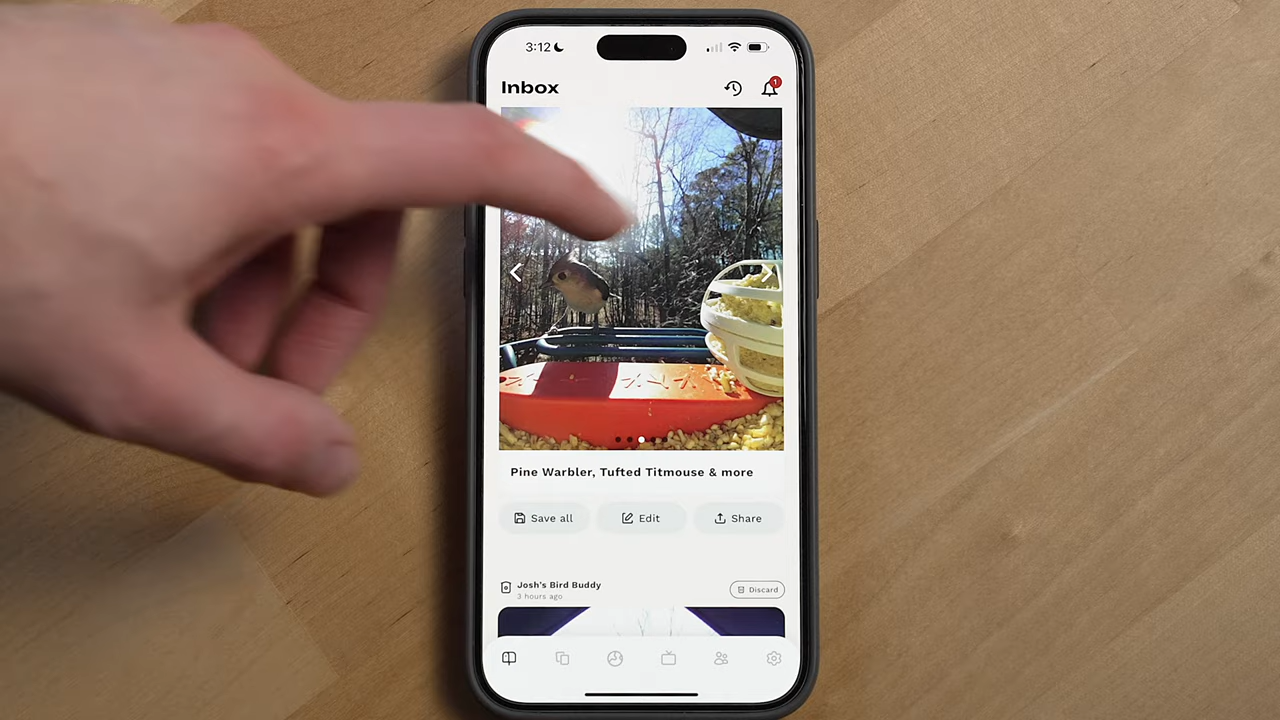 3:12
Inbox
1
Pine Warbler, Tufted Titmouse & more
Save all
Edit
Share
Josh's Bird Buddy
3 hours ago
Discard